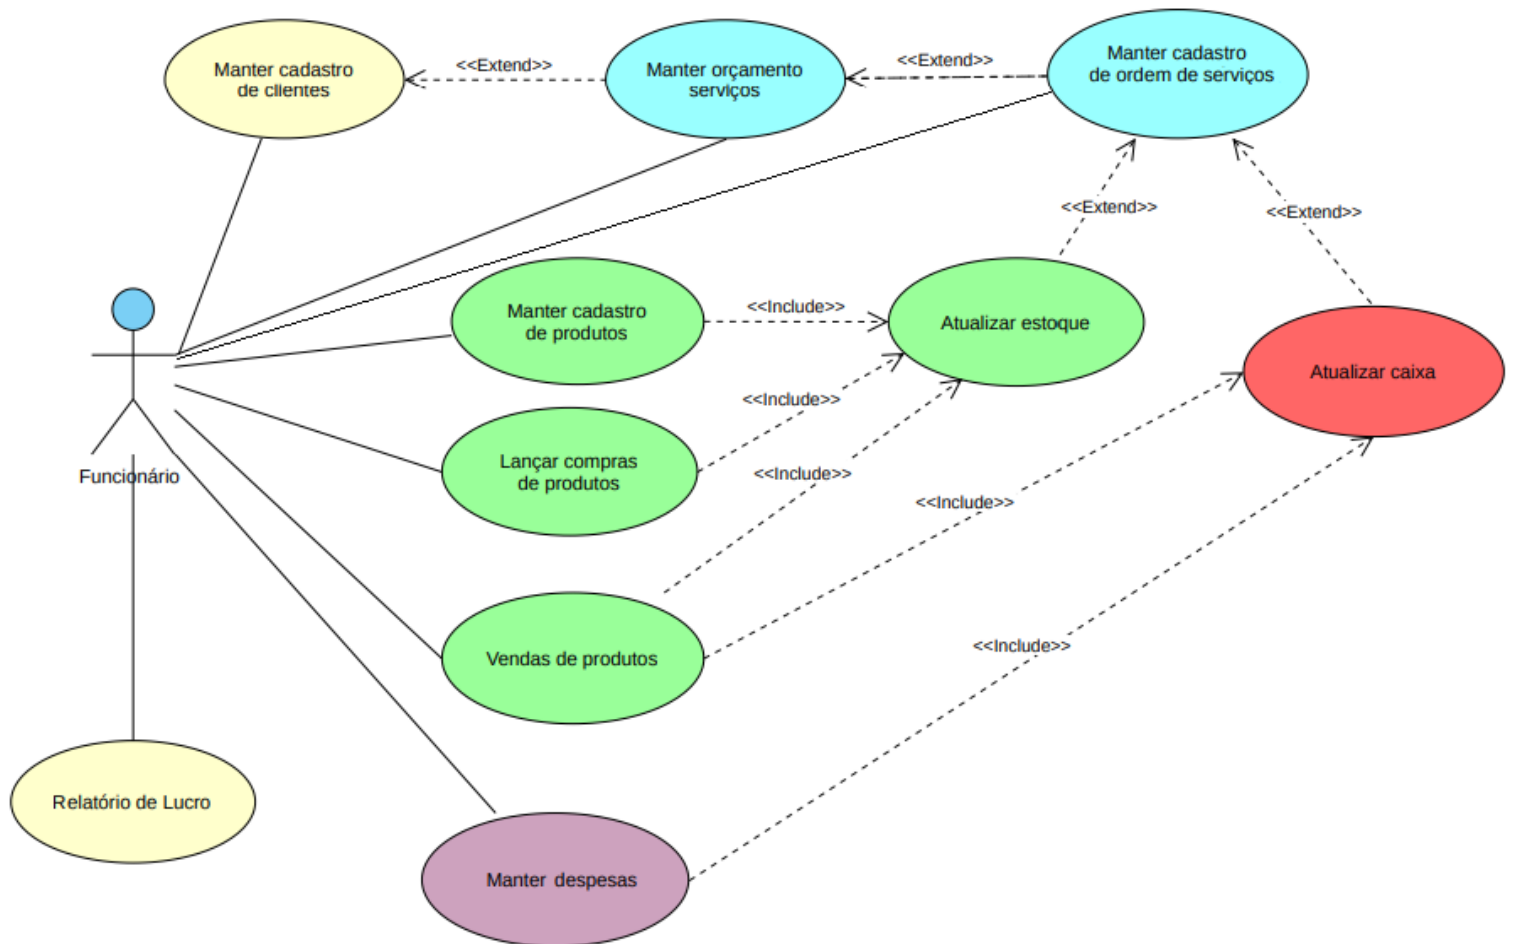 Manter cadastro
de clientes
<<Extend>>
Manter orçamento
serviços
<<Extend>>
Manter cadastro
de ordem de serviços
<<Extend>>
<<Extend>>
Manter cadastro
de produtos
<<Include>>
Atualizar estoque
Atualizar caixa
<<Include>>
Funcionário
Lançar compras
de produtos
<<Include>>
<<Include>>
Vendas de produtos
<<Include>>
Relatório de Lucro
Manter despesas